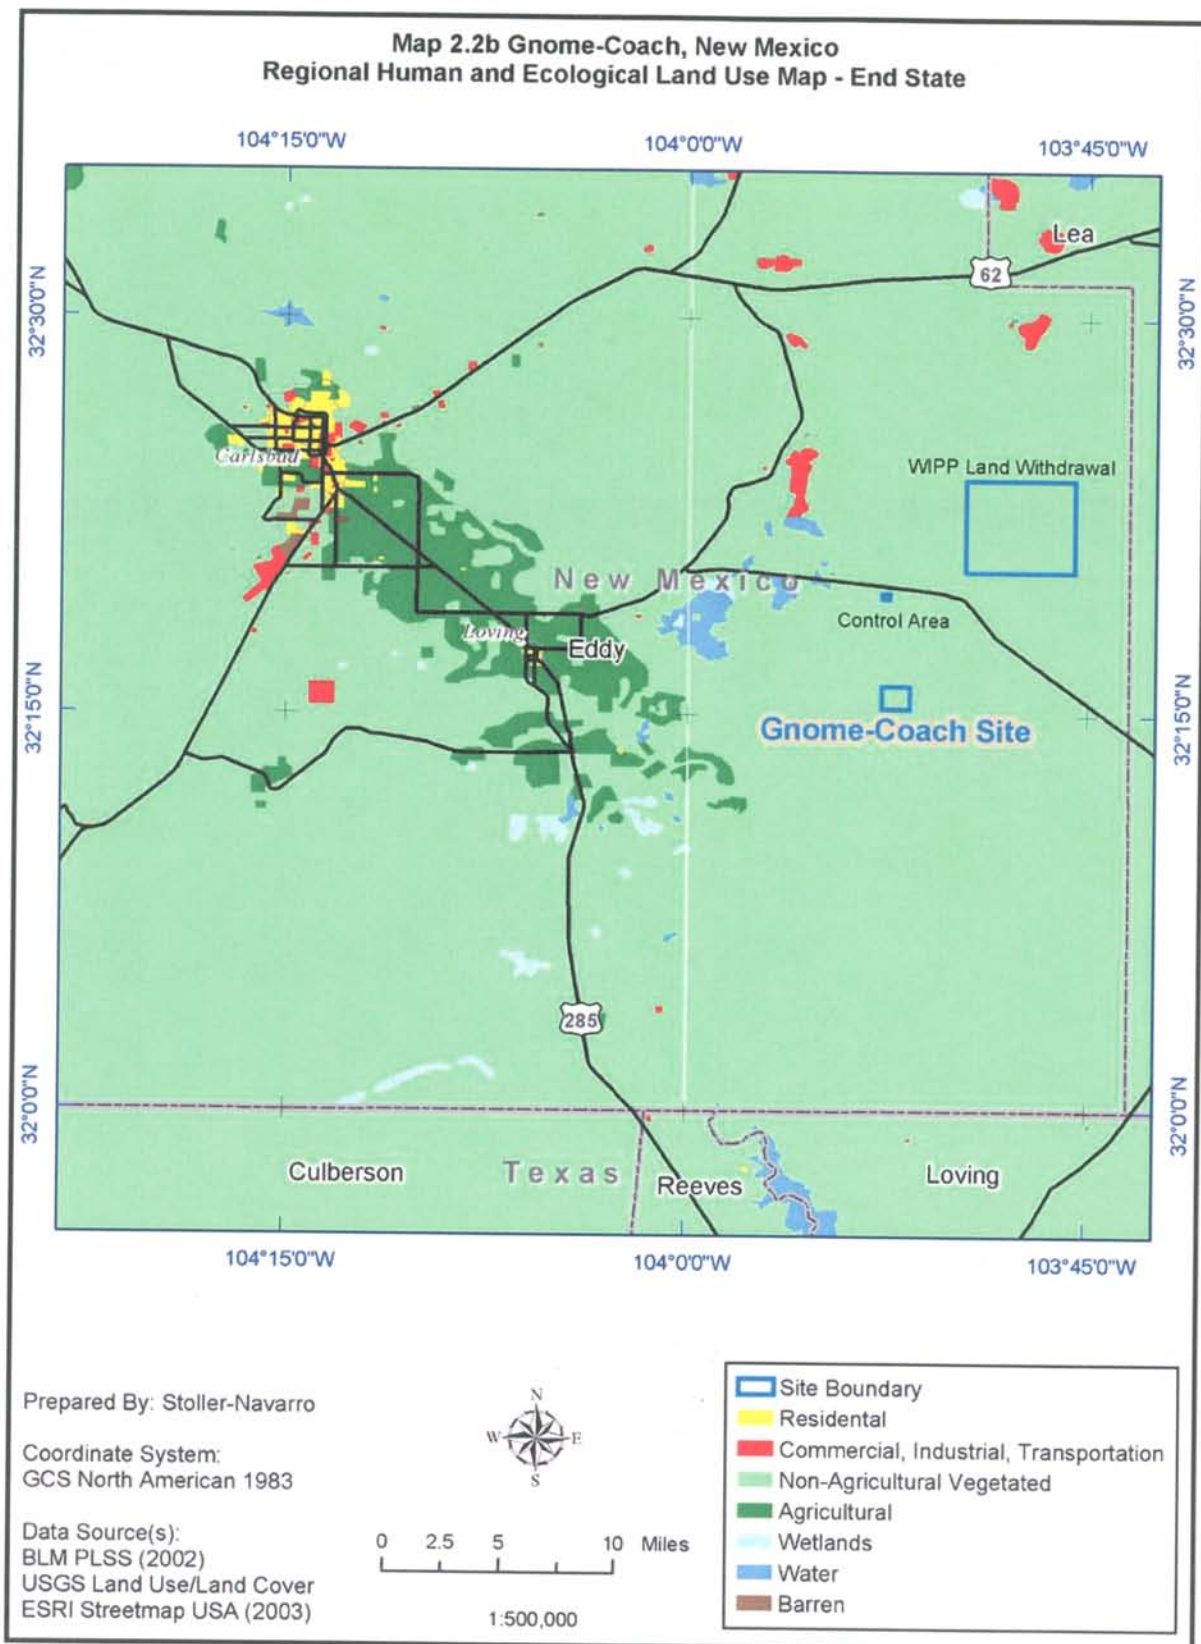 Map 2.2b Gnome-Coach, New Mexico
Regional Human and Ecological Land Use Map - End State
104°15'0"W
104°0'0"W
103°45'0"W
Lea
62
32°30'0"N
32°30'0"N
Carlsbad
WIPP Land Withdrawal
New Mexico
Control Area
Loving
Eddy
32°15'0"N
32°15'0"N
Gnome-Coach Site
285
32°0'0"N
32°0'0"N
Culberson
Texas
Reeves
Loving
104°15'0"W
104°0'0"W
103°45'0"W
Prepared By: Stoller-Navarro
Coordinate System:
GCS North American 1983
Data Source(s):
BLM PLSS (2002)
USGS Land Use/Land Cover
ESRI Streetmap USA (2003)
N
W
E
S
0 2.5 5 10 Miles
1:500,000
Site Boundary
Residental
Commercial, Industrial, Transportation
Non-Agricultural Vegetated
Agricultural
Wetlands
Water
Barren